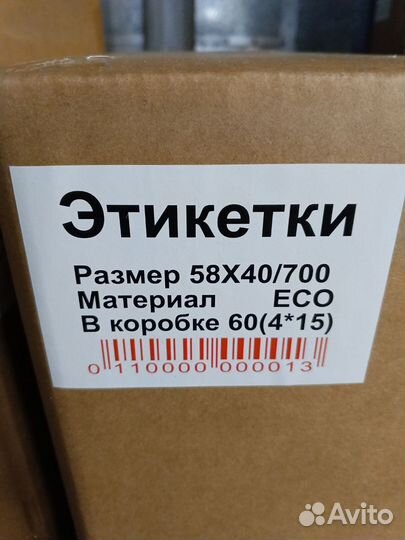 Этикетки
Размер 58X40/700
Материал ECO
В коробке 60(4*15)
0 110000 000013
Avito